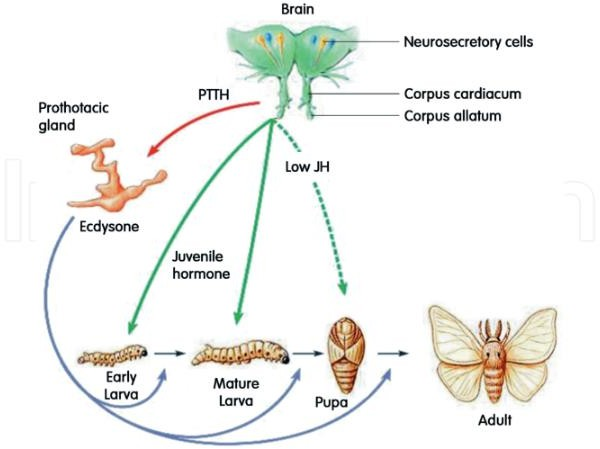 Brain
Neurosecretory cells
Corpus cardiacum
Corpus allatum
PTTH
Prothotacic
gland
Low JH
Ecdysone
Juvenile
hormone
Early
Larva
Mature
Larva
Pupa
Adult